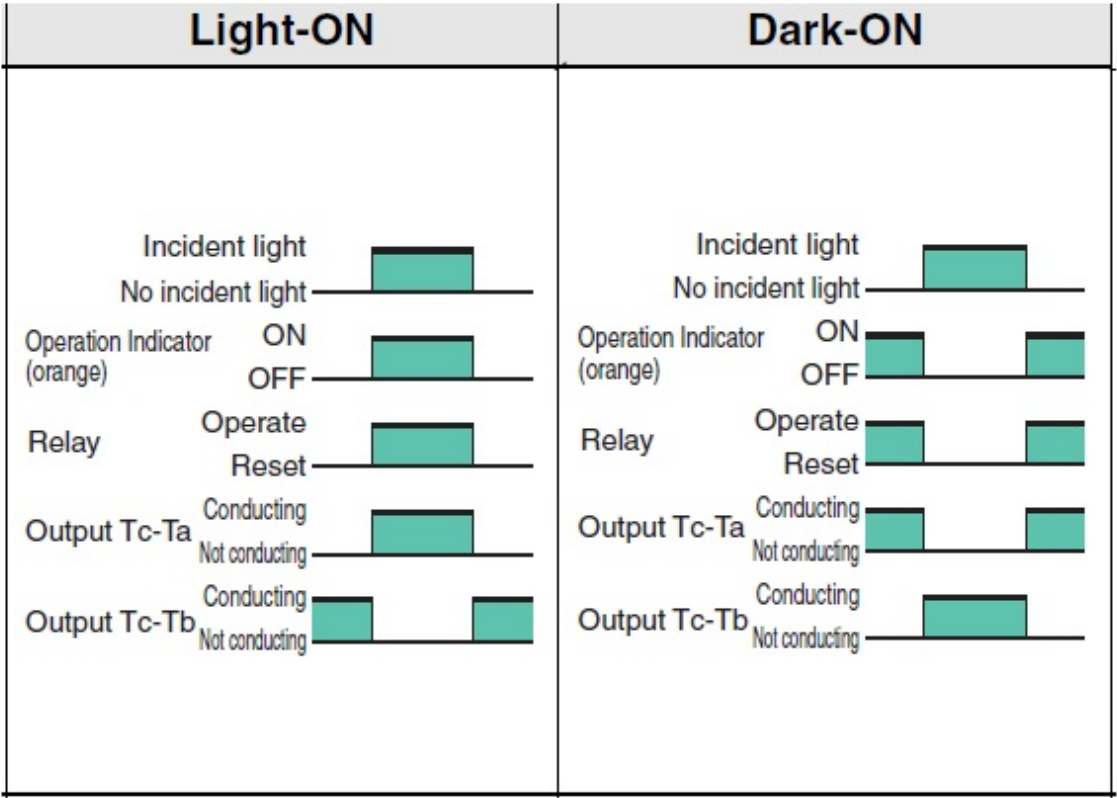 Light-ON
Incident light
No incident light
Operation Indicator
(orange)
ON
OFF
Relay
Operate
Reset
Output Tc-Ta
Conducting
Not conducting
Output Tc-Tb
Conducting
Not conducting
Dark-ON
Incident light
No incident light
Operation Indicator
(orange)
ON
OFF
Relay
Operate
Reset
Output Tc-Ta
Conducting
Not conducting
Output Tc-Tb
Conducting
Not conducting